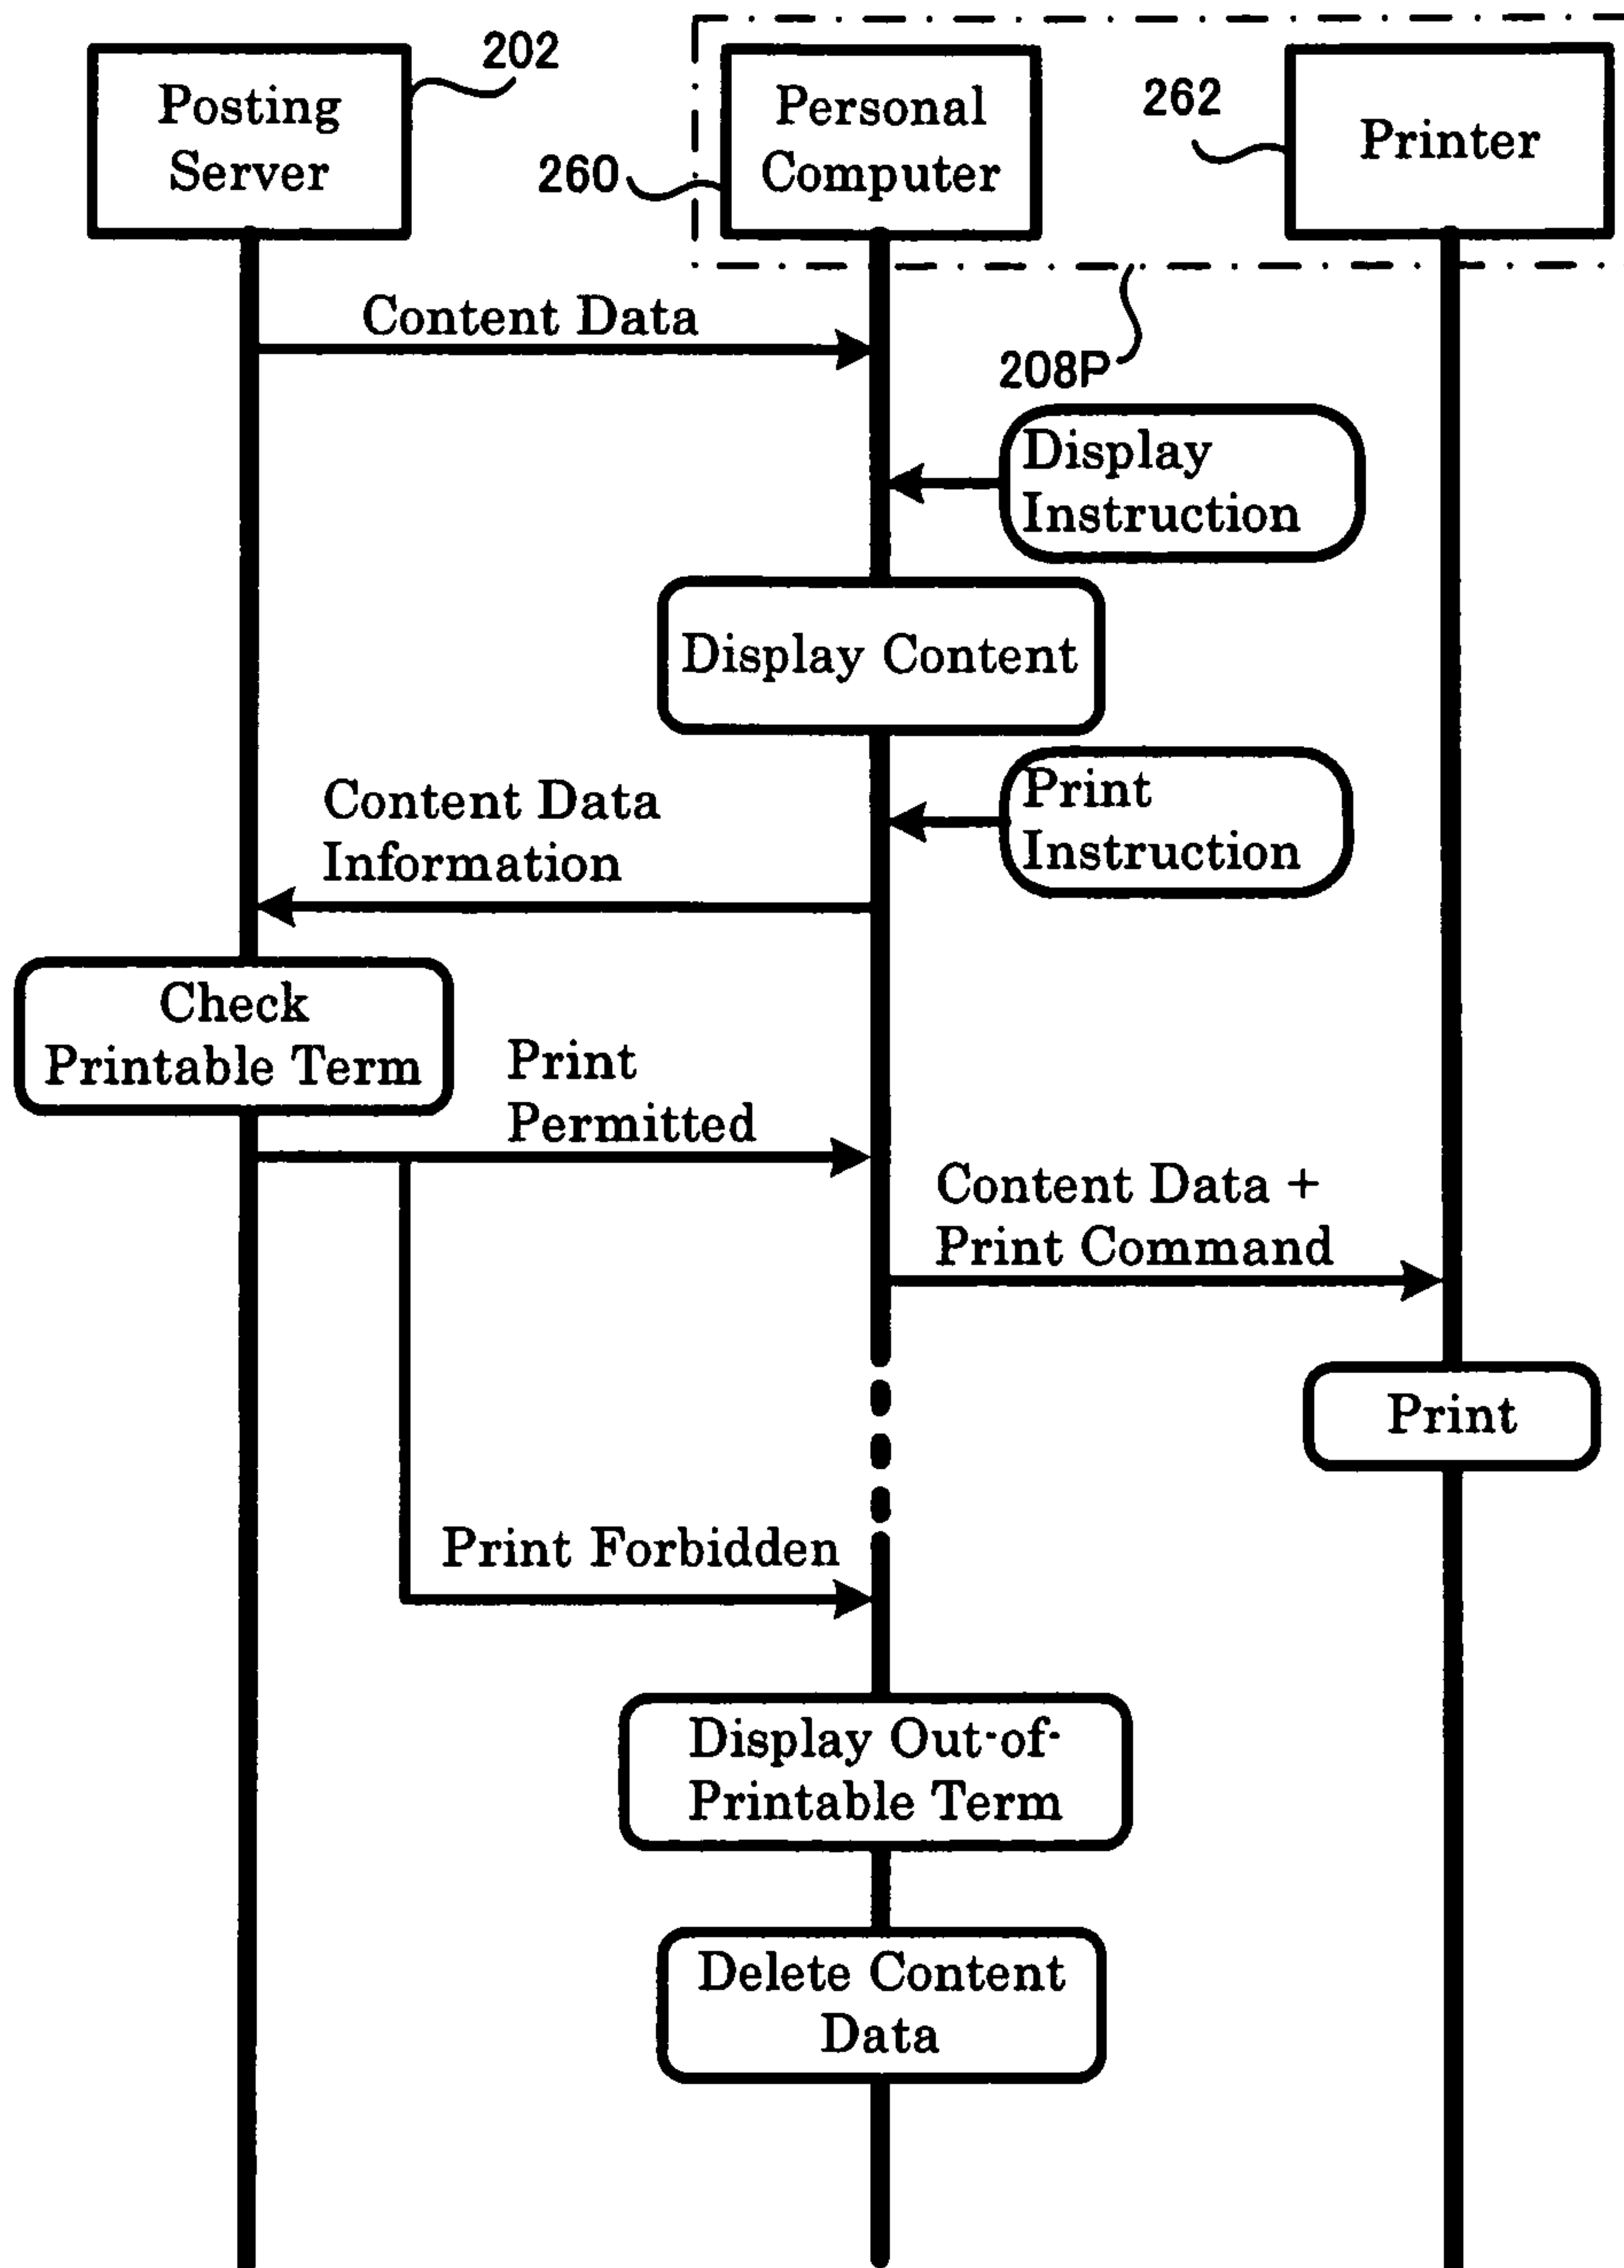 202
Posting
Server
260
Personal
Computer
262
Printer
Content Data
208P
Display
Instruction
Display Content
Print
Instruction
Content Data
Information
Check
Printable Term
Print
Permitted
Content Data +
Print Command
Print
Print Forbidden
Display Out-of-
Printable Term
Delete Content
Data